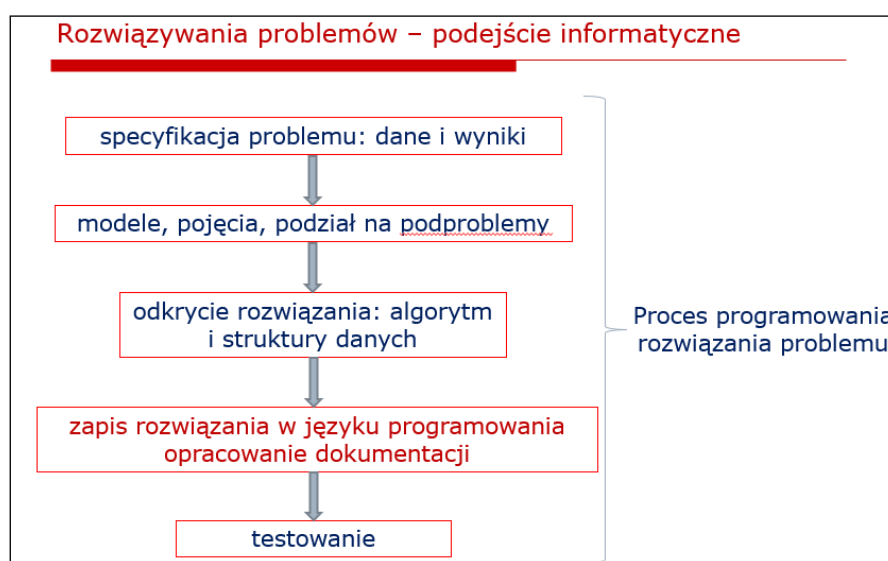 Rozwiązywania problemów – podejście informatyczne
specyfikacja problemu: dane i wyniki
modele, pojęcia, podział na podproblemy
odkrycie rozwiązania: algorytm
i struktury danych
Proces programowania
rozwiązania problemu
zapis rozwiązania w języku programowania
opracowanie dokumentacji
testowanie